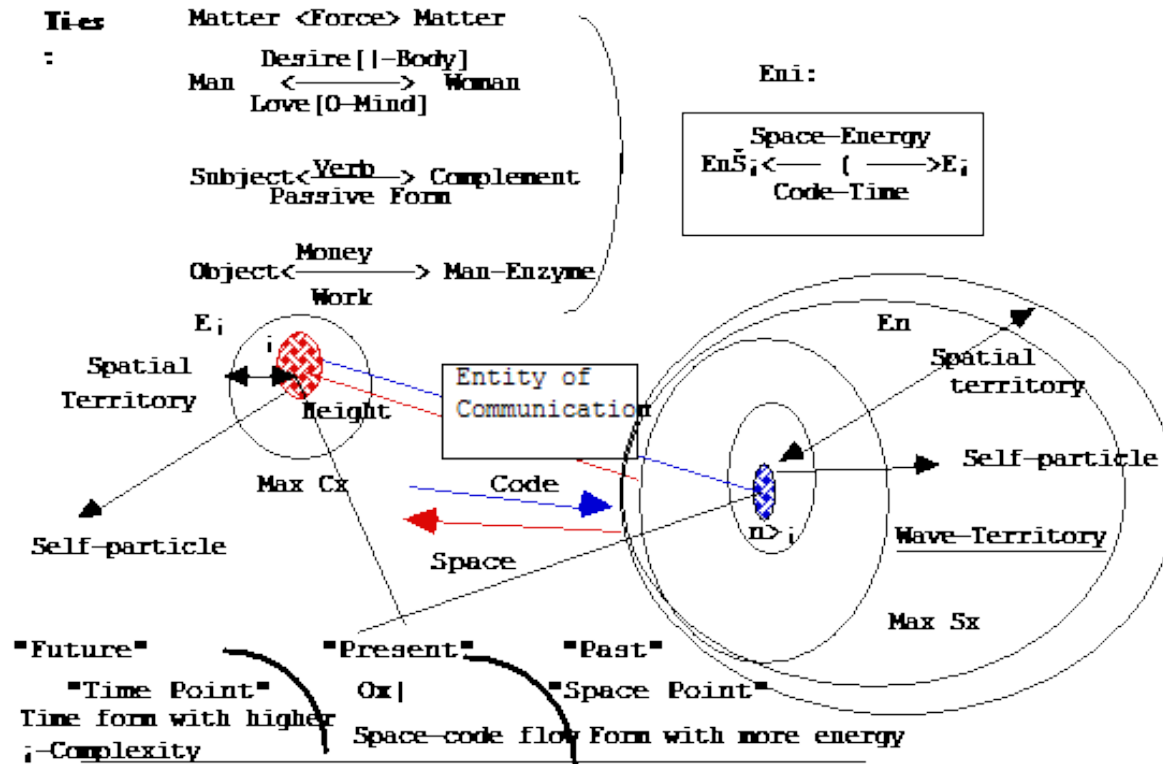 Ties
:
Matter <Force> Matter
Desire[|-Body]
Man <———> Woman
Love[O-Mind]
Eni:
Space-Energy
EnŠ¡<—— ( ——>E¡
Code-Time
Verb
Subject<———> Complement
Passive Form
Money
Object<———> Man-Enzyme
Work
E¡
¡
Spatial
Territory
Height
Max Cx
Self-particle
Entity of
Communication
Code
Space
En
Spatial
territory
Self-particle
n>¡
Wave-Territory
Max Sx
"Future" "Present" "Past"
"Time Point" Ox| "Space Point"
Time form with higher
¡-Complexity
Space-code flow Form with more energy